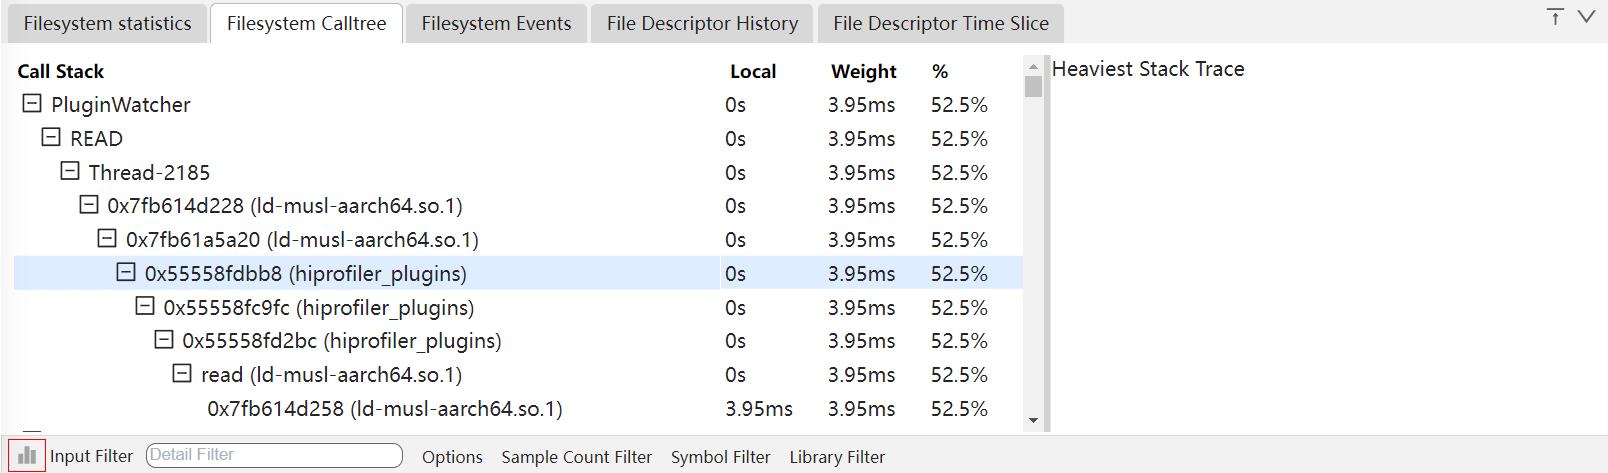 Filesystem statistics Filesystem Calltree Filesystem Events File Descriptor History File Descriptor Time Slice
Call Stack Local Weight % Heaviest Stack Trace
PluginWatcher 0s 3.95ms 52.5%
READ 0s 3.95ms 52.5%
Thread-2185 0s 3.95ms 52.5%
0x7fb614d228 (ld-musl-aarch64.so.1) 0s 3.95ms 52.5%
0x7fb61a5a20 (ld-musl-aarch64.so.1) 0s 3.95ms 52.5%
0x55558fdbb8 (hiprofiler_plugins) 0s 3.95ms 52.5%
0x55558fc9fc (hiprofiler_plugins) 0s 3.95ms 52.5%
0x55558fd2bc (hiprofiler_plugins) 0s 3.95ms 52.5%
read (ld-musl-aarch64.so.1) 0s 3.95ms 52.5%
0x7fb614d258 (ld-musl-aarch64.so.1) 3.95ms 3.95ms 52.5%
Input Filter Detail Filter Options Sample Count Filter Symbol Filter Library Filter